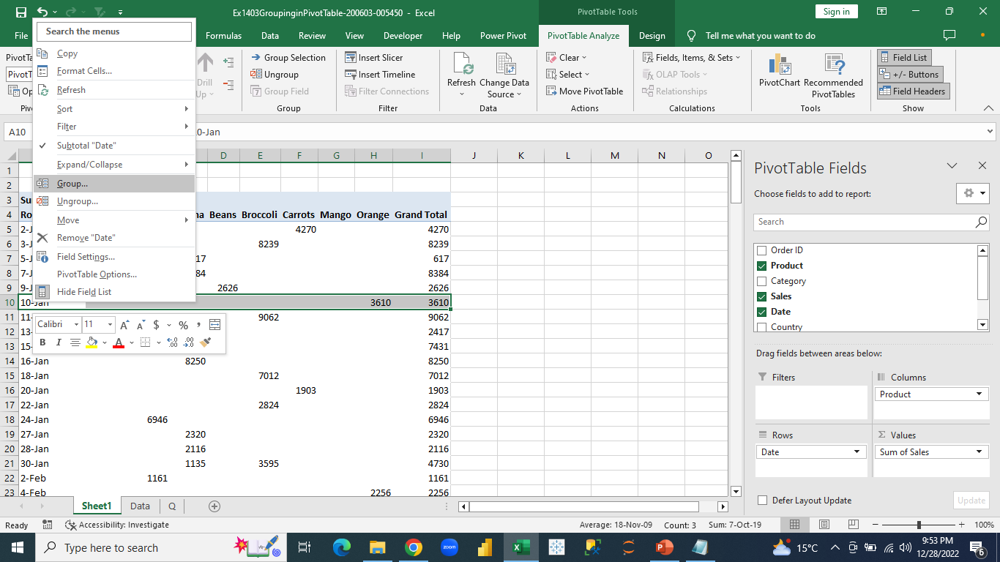 Ex1403GroupinginPivotTable-200603-005450 - Excel
PivotTable Tools
Sign in
File
Formulas
Data
Review
View
Developer
Help
Power Pivot
PivotTable Analyze
Design
Tell me what you want to do
Search the menus
Copy
Format Cells...
Refresh
Sort
Filter
Subtotal "Date"
Expand/Collapse
Group...
Ungroup...
Move
Remove "Date"
Field Settings...
PivotTable Options...
Hide Field List
Group Selection
Ungroup
Group Field
Group
Insert Slicer
Insert Timeline
Filter Connections
Filter
Refresh
Change Data Source
Data
Clear
Select
Move PivotTable
Actions
Fields, Items, & Sets
OLAP Tools
Relationships
Calculations
PivotChart
Recommended PivotTables
Tools
Field List
+/- Buttons
Field Headers
Show
Drill
Up
A10
0-Jan
D E F G H I J K L M N O
1
2
3 Su
4 Ro na Beans Broccoli Carrots Mango Orange Grand Total
5 2-J 4270 4270
6 3-J 8239 8239
7 5-J 17 617
8 7-J 84 8384
9 9-J 2626 2626
10 10-Jan 3610 3610
11 11- 9062 9062
12 13- 2417
13 15- 7431
14 16-Jan 8250 8250
15 18-Jan 7012 7012
16 20-Jan 1903 1903
17 22-Jan 2824 2824
18 24-Jan 6946 6946
19 27-Jan 2320 2320
20 28-Jan 2116 2116
21 30-Jan 1135 3595 4730
22 2-Feb 1161 1161
23 4-Feb 2256 2256
Calibri 11 $ % ,
B I A
PivotTable Fields
Choose fields to add to report:
Search
Order ID
Product
Category
Sales
Date
Country
Drag fields between areas below:
Filters
Columns
Product
Rows
Date
Σ Values
Sum of Sales
Defer Layout Update
Update
Sheet1 Data Q
Ready
Accessibility: Investigate
Average: 18-Nov-09 Count: 3 Sum: 7-Oct-19
100%
Type here to search
zoom
15°C
9:53 PM
12/28/2022
6